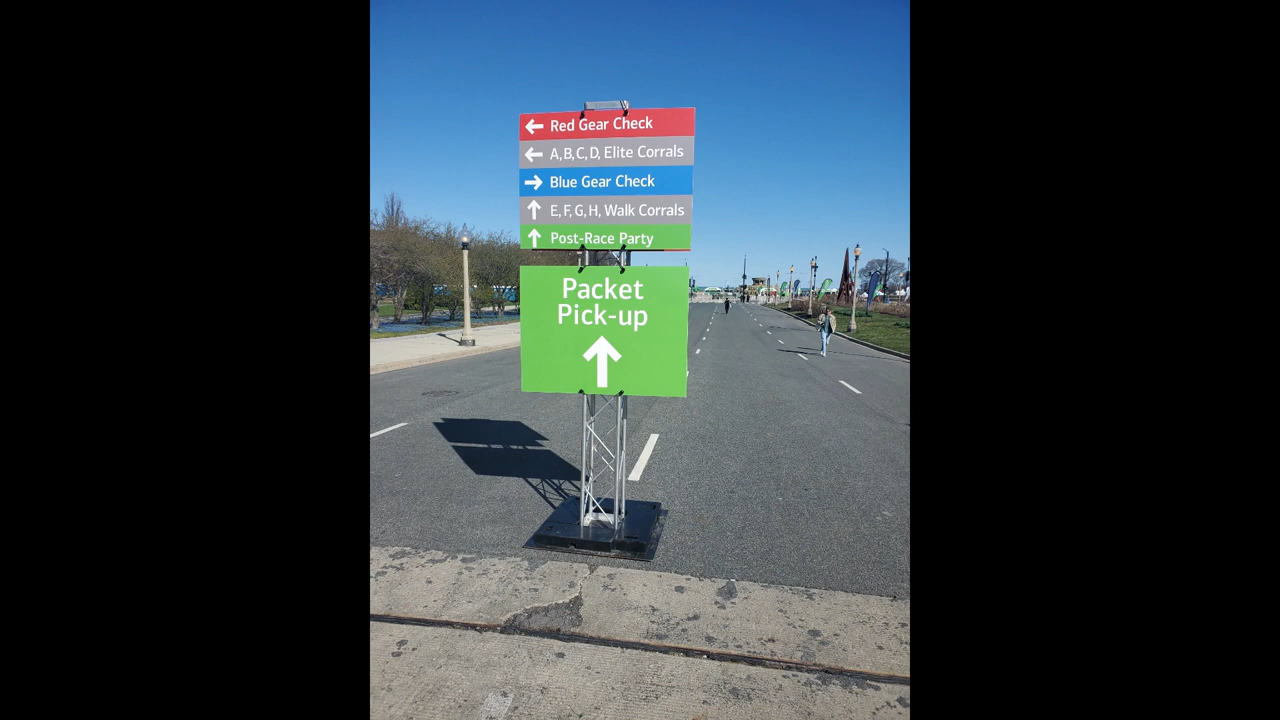 ← Red Gear Check
← A, B, C, D, Elite Corrals
→ Blue Gear Check
↑ E, F, G, H, Walk Corrals
↑ Post-Race Party
Packet
Pick-up
↑